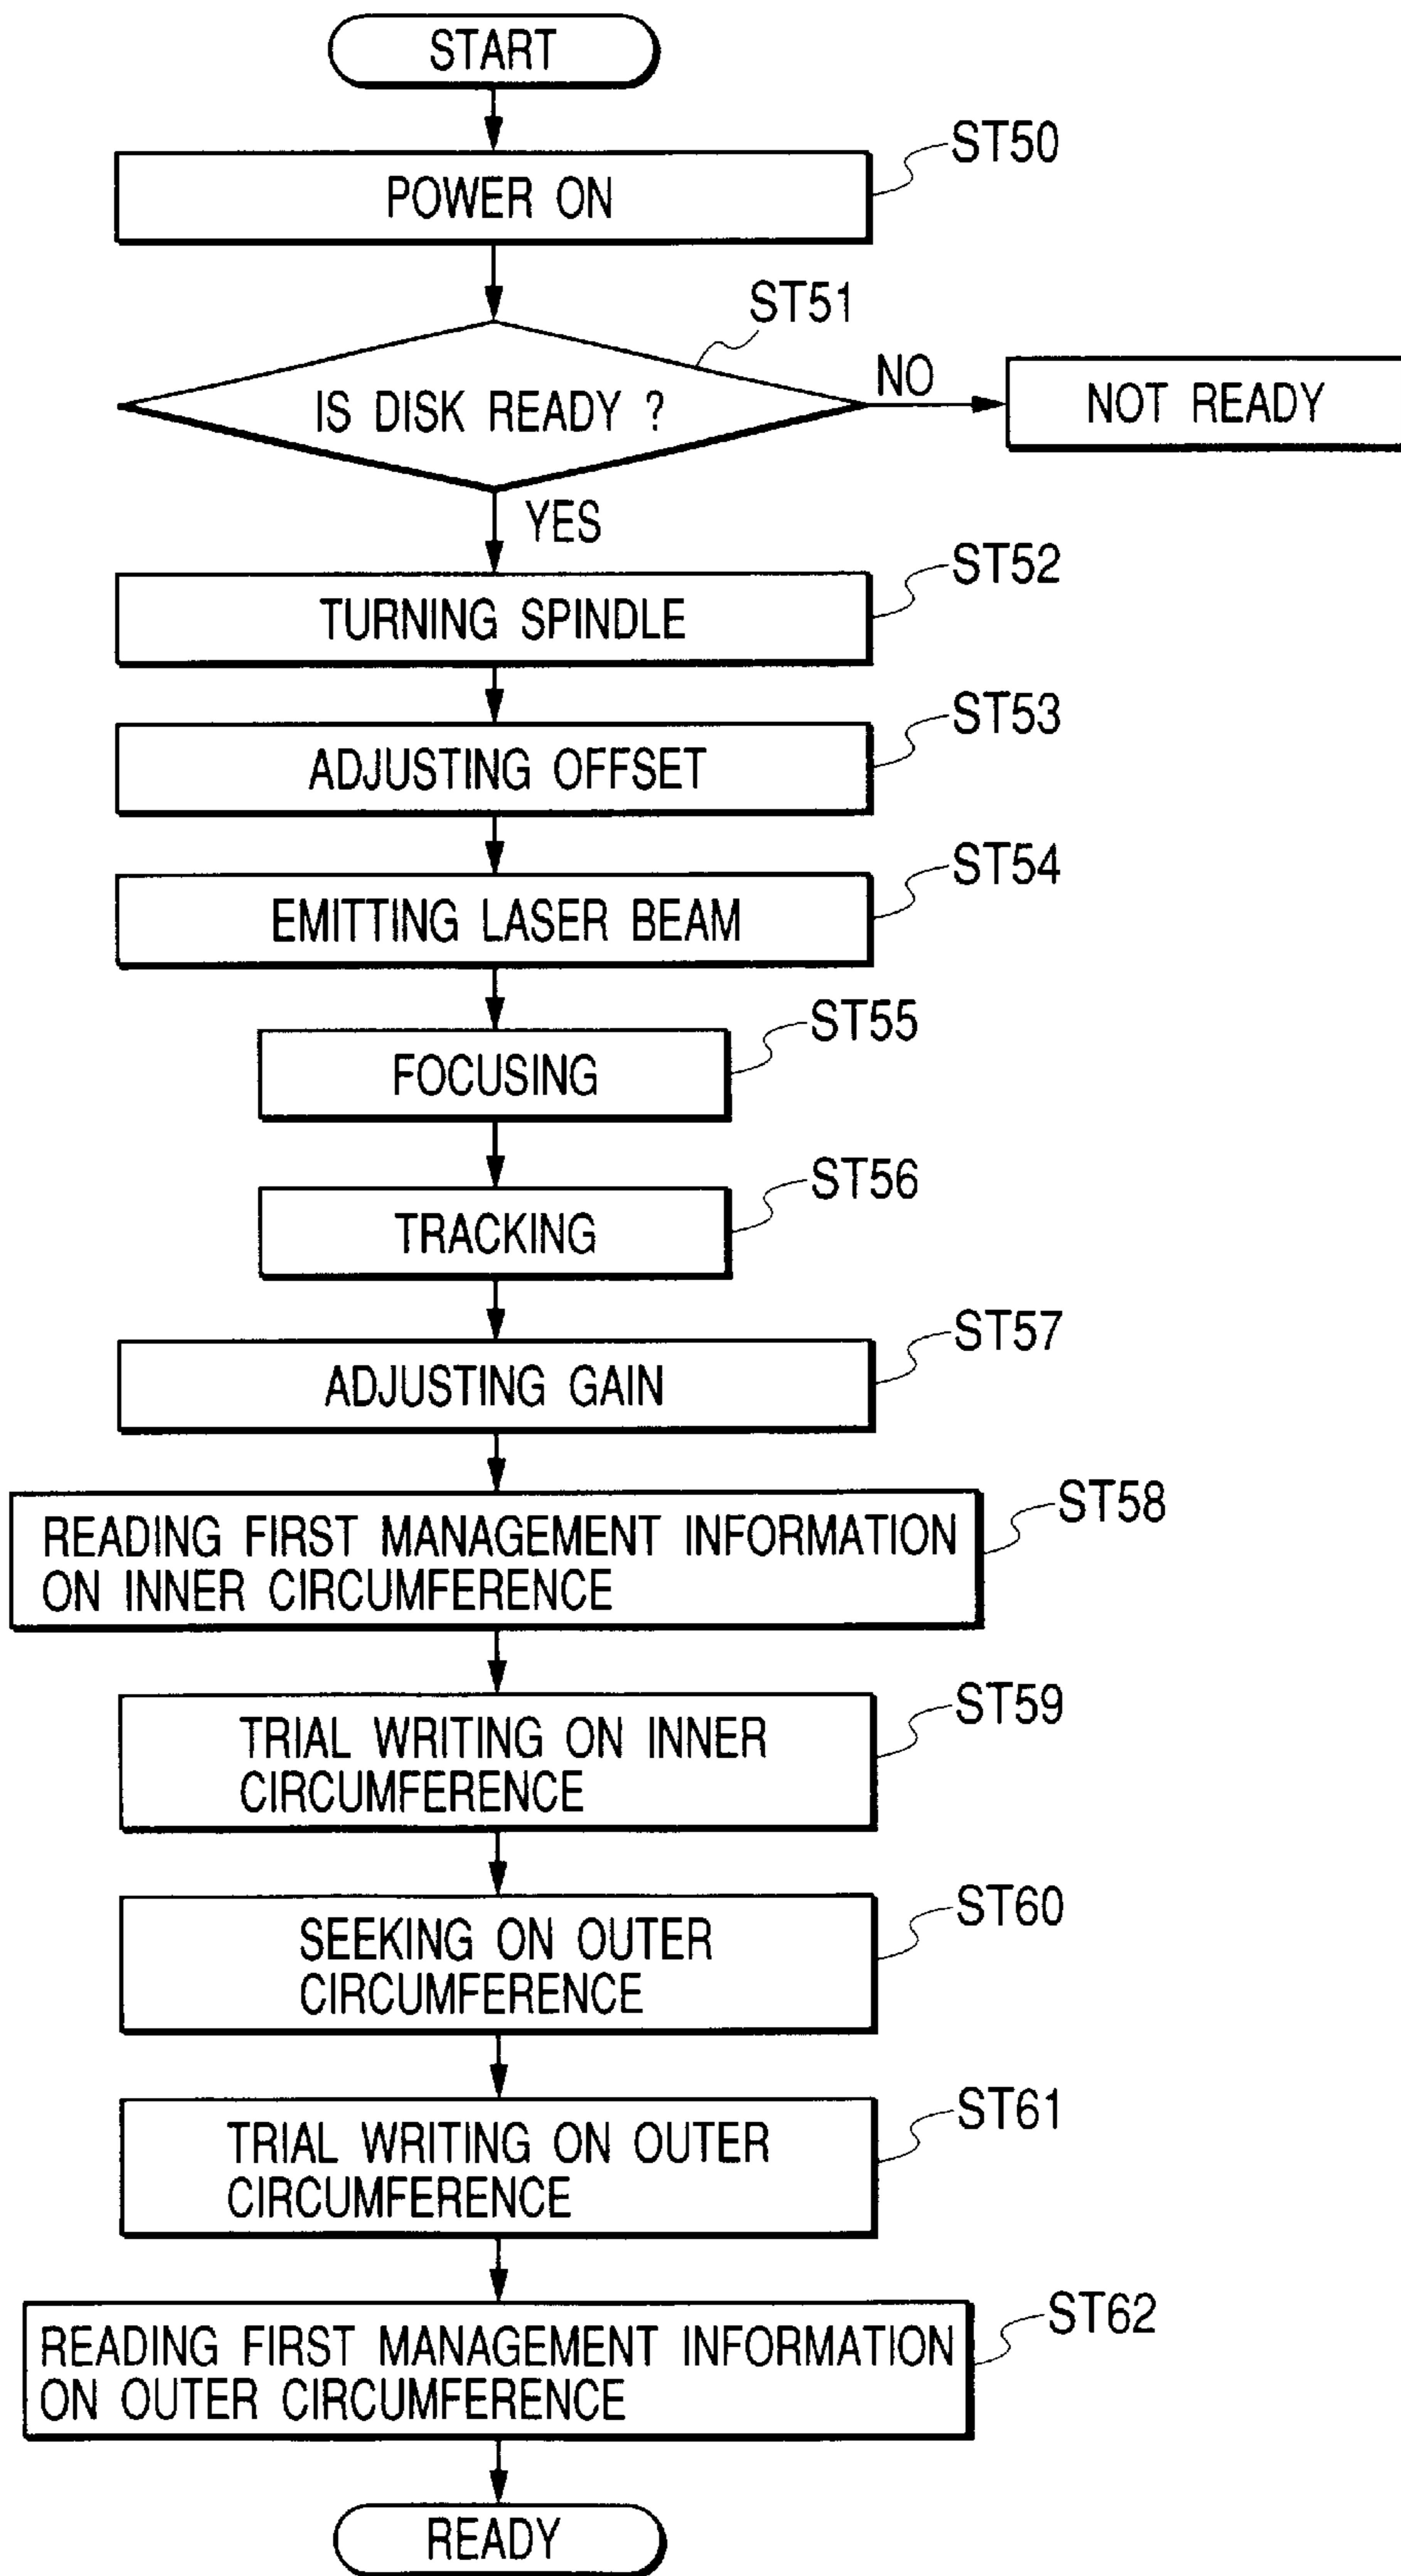 START
ST50
POWER ON
ST51
IS DISK READY ?
NO
NOT READY
YES
ST52
TURNING SPINDLE
ST53
ADJUSTING OFFSET
ST54
EMITTING LASER BEAM
ST55
FOCUSING
ST56
TRACKING
ST57
ADJUSTING GAIN
ST58
READING FIRST MANAGEMENT INFORMATION
ON INNER CIRCUMFERENCE
ST59
TRIAL WRITING ON INNER
CIRCUMFERENCE
ST60
SEEKING ON OUTER
CIRCUMFERENCE
ST61
TRIAL WRITING ON OUTER
CIRCUMFERENCE
ST62
READING FIRST MANAGEMENT INFORMATION
ON OUTER CIRCUMFERENCE
READY